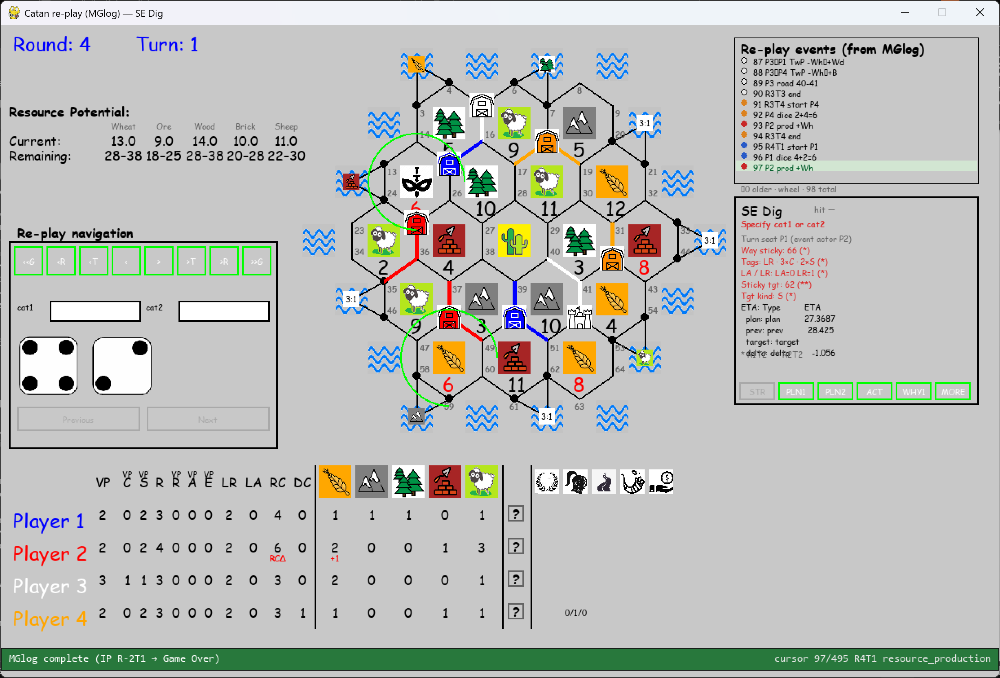 Catan re-play (MGlog) — SE Dig
Round: 4 Turn: 1
Resource Potential:
Wheat Ore Wood Brick Sheep
Current: 13.0 9.0 14.0 10.0 11.0
Remaining: 28-38 18-25 28-38 20-28 22-30
Re-play navigation
<<G <R <T < > >T >R >>G
cat1 cat2
Previous Next
4 6 8
3 7 9
14 16 20
5 9 5
3:1
13 17 19 21
24 26 28 30 32
6 10 11 12
23 27 29 31 33
34 36 38 40 44
3:1
2 4 3 8
35 37 39 41 43
3:1
46 54
9 3 10 4
47 49 51 53
58 60 62 64
6 11 8
59 61 63
3:1
Re-play events (from MGlog)
87 P3▯P1 TwP -Wh▯+Wd
88 P3▯P4 TwP -Wh▯+B
89 P3 road 40-41
90 R3T3 end
91 R3T4 start P4
92 P4 dice 2+4=6
93 P2 prod +Wh
94 R3T4 end
95 R4T1 start P1
96 P1 dice 4+2=6
97 P2 prod +Wh
▯0 older · wheel · 98 total
SE Dig hit —
Specify cat1 or cat2
Turn seat P1 (event actor P2)
Way sticky: 66 (*)
Tags: LR · 3×C · 2×S (*)
LA / LR: LA=0 LR=1 (*)
Sticky tgt: 62 (**)
Tgt kind: S (*)
ETA: Type ETA
plan: plan 27.3687
prev: prev 28.425
target: target
delta: delta -1.056
STR PLN1 PLN2 ACT WHY1 MORE
VP VP VP VP VP
VP C S R R A E LR LA RC DC
Player 1 2 0 2 3 0 0 0 2 0 4 0 1 1 1 0 1 ?
Player 2 2 0 2 4 0 0 0 2 0 6 0 2 0 0 1 3 ?
RCΔ +1
Player 3 3 1 1 3 0 0 0 2 0 3 0 2 0 0 0 1 ?
Player 4 2 0 2 3 0 0 0 2 0 3 1 1 0 0 1 1 ? 0/1/0
MGlog complete (IP R-2T1 → Game Over) cursor 97/495 R4T1 resource_production